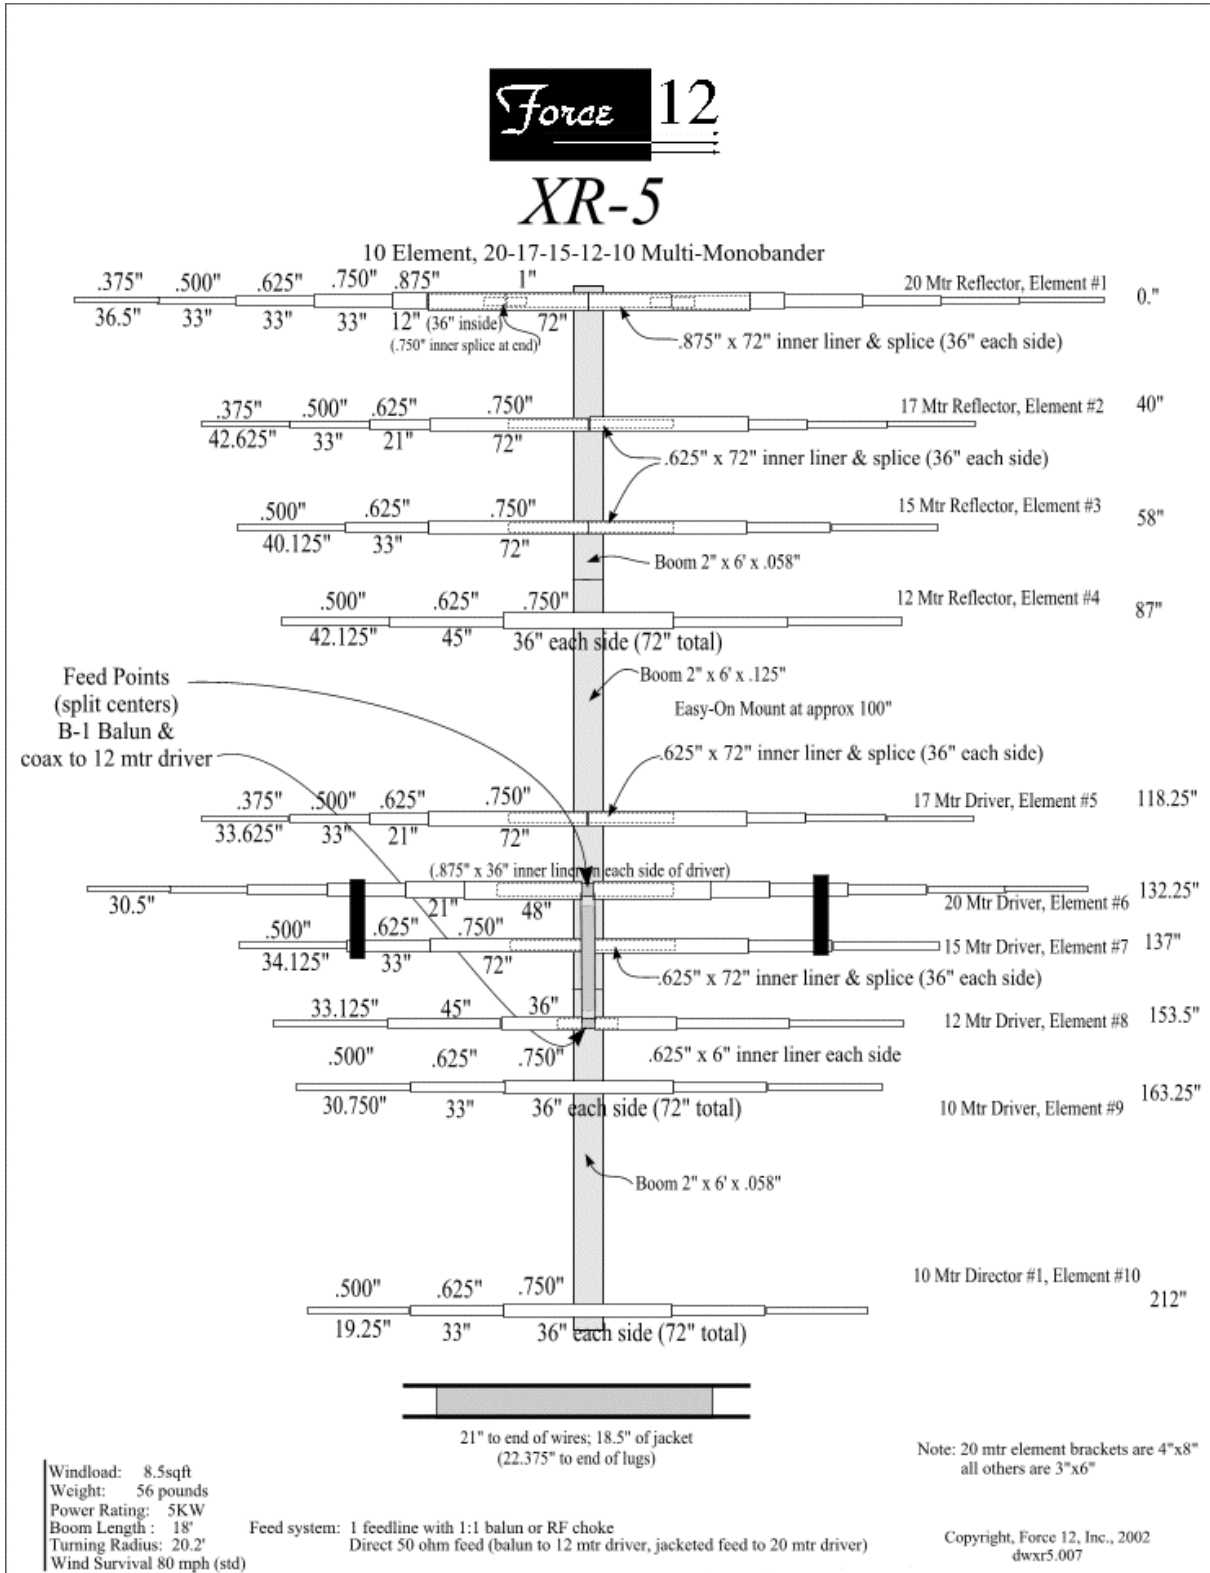 Force 12
XR-5
10 Element, 20-17-15-12-10 Multi-Monobander
.375" .500" .625" .750" .875" 1" 20 Mtr Reflector, Element #1 0."
36.5" 33" 33" 33" 12" (36" inside) 72"
(.750" inner splice at end) .875" x 72" inner liner & splice (36" each side)
.375" .500" .625" .750" 17 Mtr Reflector, Element #2 40"
42.625" 33" 21" 72"
.625" x 72" inner liner & splice (36" each side)
.500" .625" .750" 15 Mtr Reflector, Element #3 58"
40.125" 33" 72"
Boom 2" x 6' x .058"
.500" .625" .750" 12 Mtr Reflector, Element #4 87"
42.125" 45" 36" each side (72" total)
Feed Points
(split centers)
B-1 Balun &
coax to 12 mtr driver
Boom 2" x 6' x .125"
Easy-On Mount at approx 100"
.625" x 72" inner liner & splice (36" each side)
.375" .500" .625" .750" 17 Mtr Driver, Element #5 118.25"
33.625" 33" 21" 72"
(.875" x 36" inner liner on each side of driver)
30.5" 21" 48" 20 Mtr Driver, Element #6 132.25"
.500" .625" .750" 15 Mtr Driver, Element #7 137"
34.125" 33" 72" .625" x 72" inner liner & splice (36" each side)
33.125" 45" 36" 12 Mtr Driver, Element #8 153.5"
.500" .625" .750" .625" x 6" inner liner each side
30.750" 33" 36" each side (72" total) 10 Mtr Driver, Element #9 163.25"
Boom 2" x 6' x .058"
.500" .625" .750" 10 Mtr Director #1, Element #10
212"
19.25" 33" 36" each side (72" total)
21" to end of wires; 18.5" of jacket
(22.375" to end of lugs)
Note: 20 mtr element brackets are 4"x8"
all others are 3"x6"
Windload: 8.5sqft
Weight: 56 pounds
Power Rating: 5KW
Boom Length : 18'
Turning Radius: 20.2'
Wind Survival 80 mph (std)
Feed system: 1 feedline with 1:1 balun or RF choke
Direct 50 ohm feed (balun to 12 mtr driver, jacketed feed to 20 mtr driver)
Copyright, Force 12, Inc., 2002
dwxr5.007